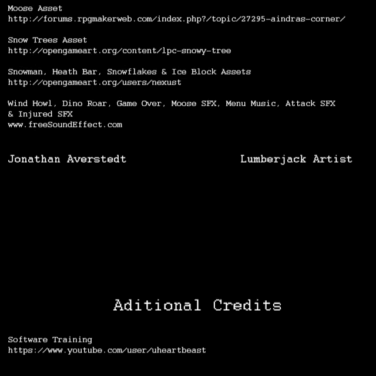 Moose Asset
http://forums.rpgmakerweb.com/index.php?/topic/27295-aindras-corner/
Snow Trees Asset
http://opengameart.org/content/lpc-snowy-tree
Snowman, Heath Bar, Snowflakes & Ice Block Assets
http://opengameart.org/users/nexust
Wind Howl, Dino Roar, Game Over, Moose SFX, Menu Music, Attack SFX
& Injured SFX
www.freeSoundEffect.com
Jonathan Averstedt Lumberjack Artist
Aditional Credits
Software Training
https://www.youtube.com/user/uheartbeast